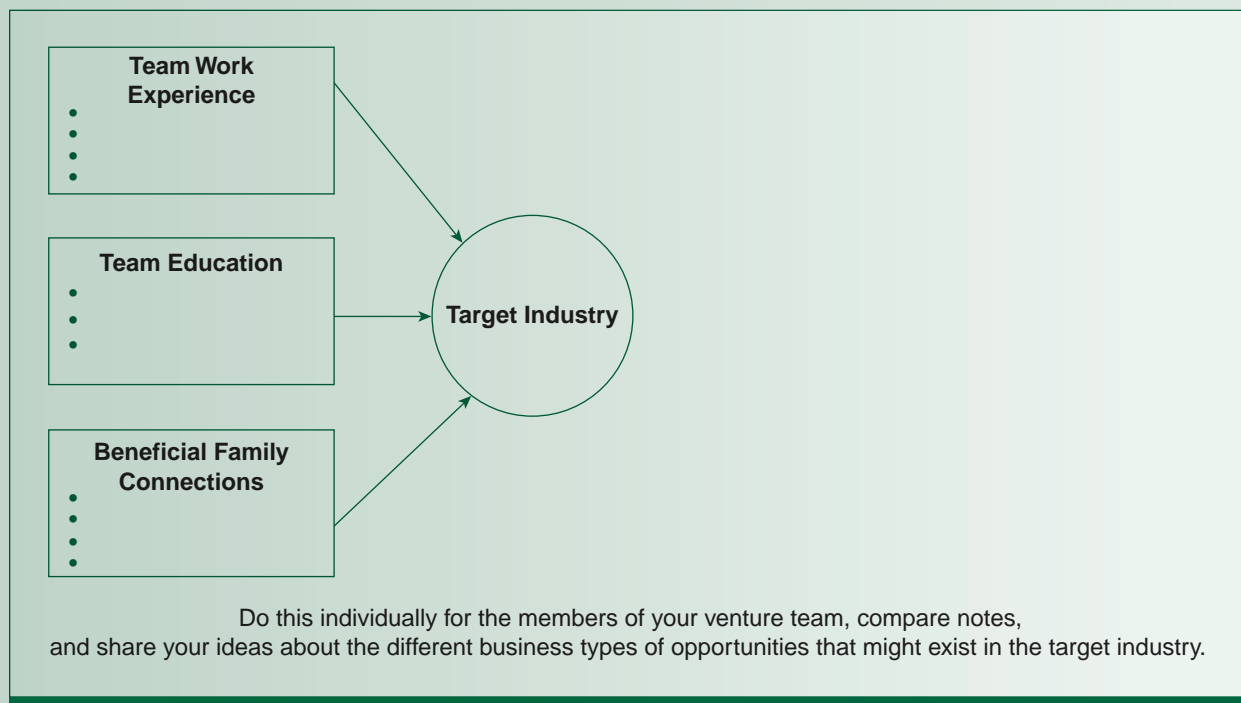 Team Work
Experience
•
•
•
•
Team Education
•
•
•
Target Industry
Beneficial Family
Connections
•
•
•
•
Do this individually for the members of your venture team, compare notes,
and share your ideas about the different business types of opportunities that might exist in the target industry.